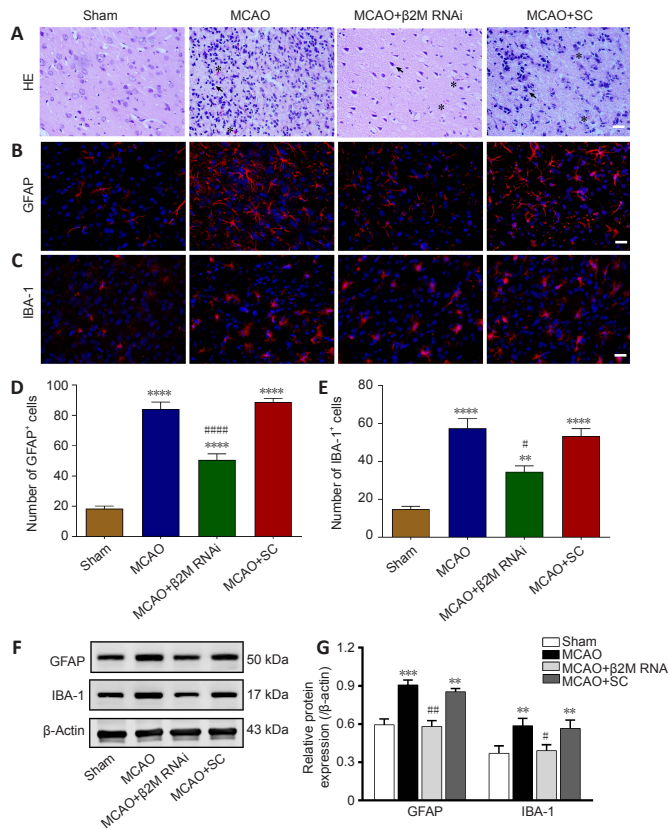 Sham MCAO MCAO+β2M RNAi MCAO+SC
A
HE
* * * * * * *
B
GFAP
C
IBA-1
D
Number of GFAP⁺ cells
100
80
60
40
20
0
****
####
****
****
Sham MCAO MCAO+β2M RNAi MCAO+SC
E
Number of IBA-1⁺ cells
80
60
40
20
0
****
#
**
****
Sham MCAO MCAO+β2M RNAi MCAO+SC
F
GFAP 50 kDa
IBA-1 17 kDa
β-Actin 43 kDa
Sham MCAO MCAO+β2M RNAi MCAO+SC
G
Sham
MCAO
MCAO+β2M RNA
MCAO+SC
Relative protein
expression (/β-actin)
1.2
0.9
0.6
0.3
0
*** ## **
** # **
GFAP IBA-1